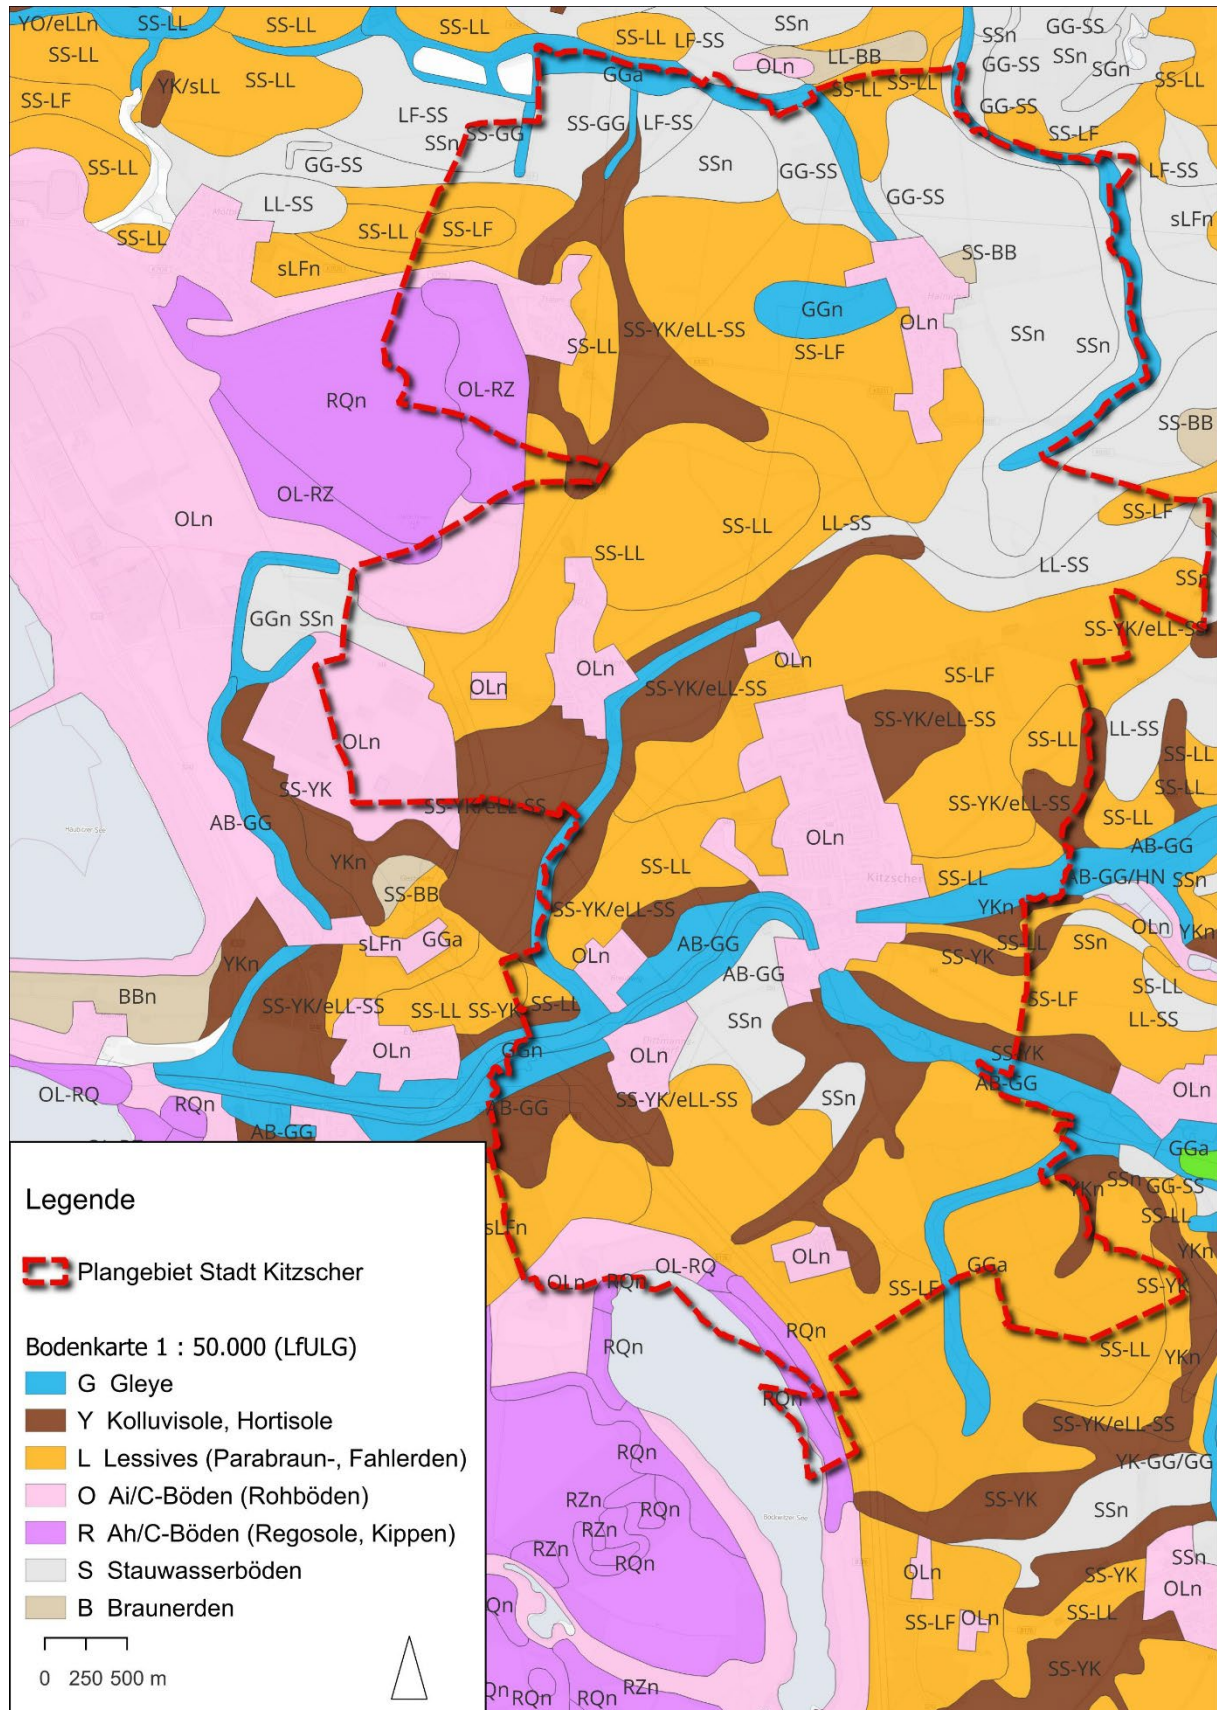 YO/eLLn SS-LL SS-LL LF-SS SSn GG-SS
SS-LL SS-LL GGa OLn LL-BB GG-SS SSn SGn SS-LL
SS-LF YK/sLL SS-LL SS-LL GG-SS
LF-SS SS-GG SS-GG LF-SS SS-LF
SSn GG-SS SSn GG-SS LF-SS
SS-LL LL-SS GG-SS sLFn
SS-LL SS-LL SS-LF SS-BB
sLFn GGn OLn
SS-LL SS-YK/eLL-SS SS-LF SSn SSn
RQn OL-RZ SS-BB
OL-RZ
OLn SS-LL LL-SS SS-LF
SS-LL LL-SS SSn
GGn SSn SS-YK/eLL-SS
OLn OLn OLn SS-YK/eLL-SS SS-LF
OLn SS-YK/eLL-SS SS-LL LL-SS SS-LL
SS-YK SS-YK/eLL-SS SS-YK/eLL-SS SS-LL SS-LL
Haubitzer See AB-GG OLn AB-GG
YKn SS-BB SS-LL Kitzscher SS-LL AB-GG/HN SSn
SS-YK/eLL-SS YKn OLn YKn
sLFn GGa AB-GG SS-YK SS-LL SSn
YKn OLn AB-GG SS-LL
BBn SS-YK/eLL-SS SS-LL SS-YK SS-LL SSn SS-LF LL-SS
OLn GGn OLn SS-YK
OL-RQ RQn AB-GG SS-YK/eLL-SS SSn AB-GG OLn
AB-GG GGa
YKn SSn GG-SS
sLFn SS-LL
OLn RQn OL-RQ OLn SS-LF GGa SS-YK YKn
RQn RQn SS-LL YKn
RQn
SS-YK/eLL-SS
RQn YK-GG/GG
RZn RQn SS-YK SSn
RZn Bockwitzer See
RZn RQn SSn
OLn SS-YK OLn
Qn SS-LF OLn SS-LL
SS-YK
Qn RQn RQn RZn
Legende
Plangebiet Stadt Kitzscher
Bodenkarte 1 : 50.000 (LfULG)
G Gleye
Y Kolluvisole, Hortisole
L Lessives (Parabraun-, Fahlerden)
O Ai/C-Böden (Rohböden)
R Ah/C-Böden (Regosole, Kippen)
S Stauwasserböden
B Braunerden
0 250 500 m